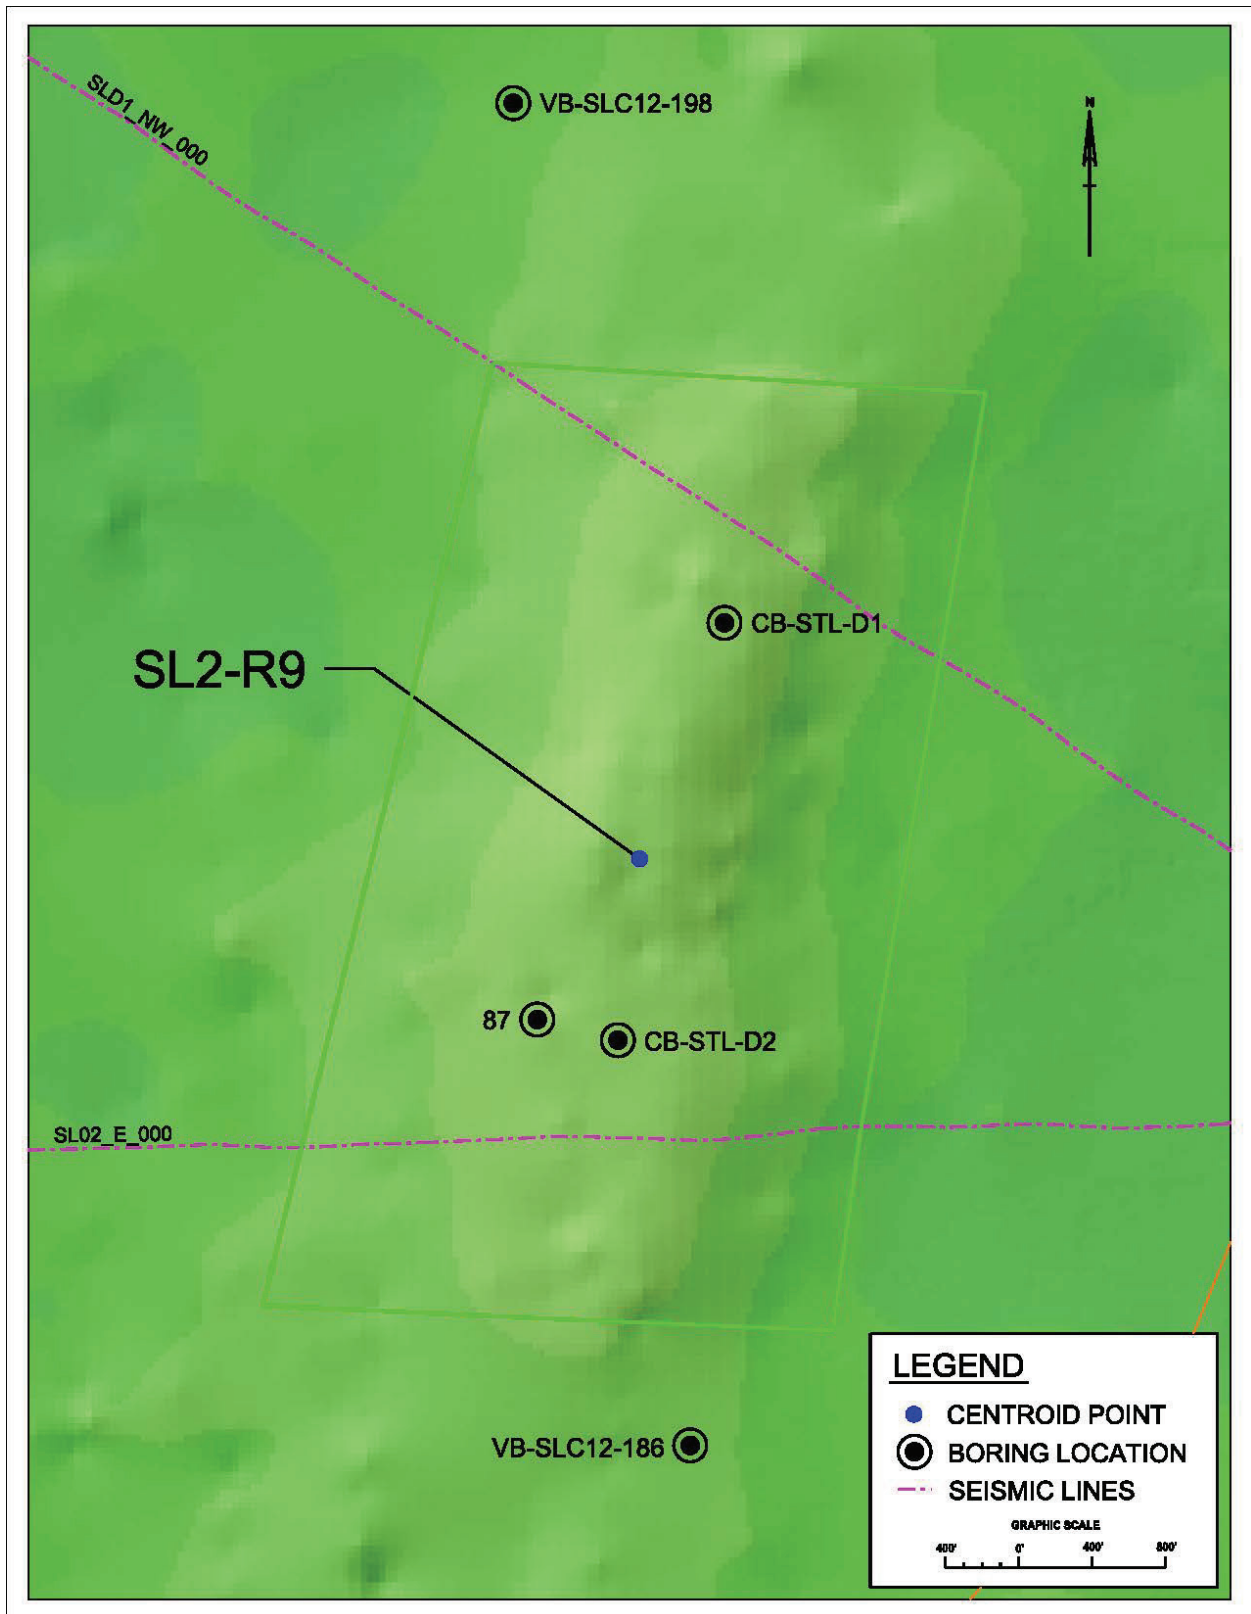 VB-SLC12-198
SLD1_NW_000
N
CB-STL-D1
SL2-R9
87
CB-STL-D2
SL02_E_000
VB-SLC12-186
LEGEND
CENTROID POINT
BORING LOCATION
SEISMIC LINES
GRAPHIC SCALE
400' 0' 400' 800'